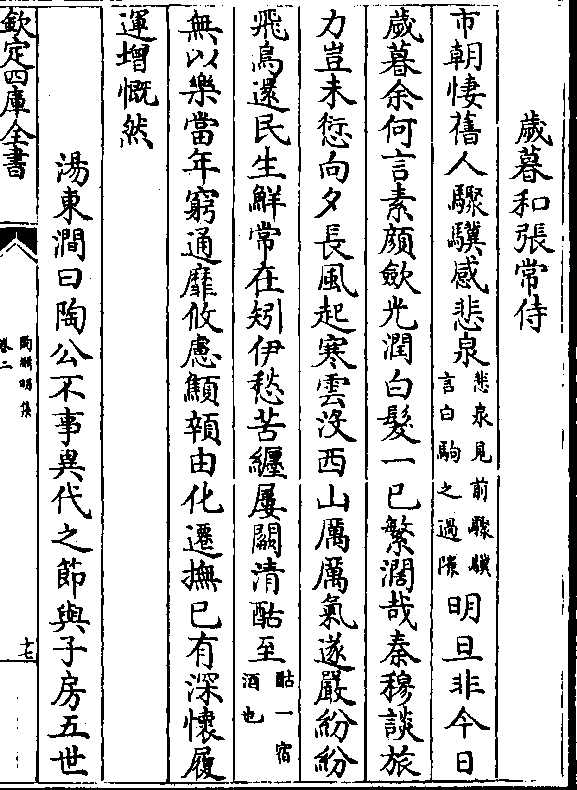 歲暮和張常侍
市朝悽舊人驟驥感悲泉悲泉見前驟驥言白駒之過隙明旦非今日
歲暮余何言素顔歛光潤白髮一已繁濶哉秦穆談旅
力豈未愆向夕長風起寒雲没西山厲厲氣遂嚴紛紛
飛鳥還民生鮮常在矧伊愁苦纏屢闕清酤至酤一宿酒也
無以樂當年窮通靡攸慮顦顇由化遷撫已有深懷履
運增慨然
湯東澗曰陶公不事異代之節與子房五世
欽定四庫全書
陶淵明集
卷二
十七